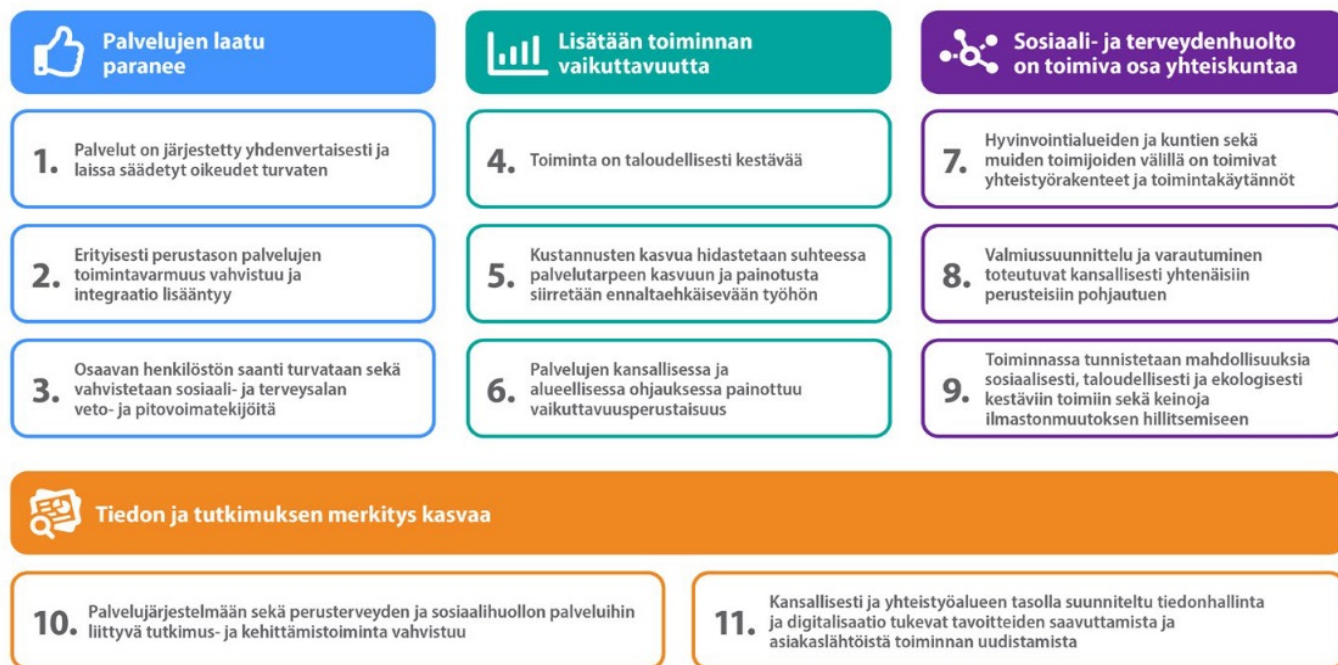 Palvelujen laatu
paranee
1. Palvelut on järjestetty yhdenvertaisesti ja
laissa säädetyt oikeudet turvaten
2. Erityisesti perustason palvelujen
toimintavarmuus vahvistuu ja
integraatio lisääntyy
3. Osaavan henkilöstön saanti turvataan sekä
vahvistetaan sosiaali- ja terveysalan
veto- ja pitovoimatekijöitä
Lisätään toiminnan
vaikuttavuutta
4. Toiminta on taloudellisesti kestävää
5. Kustannusten kasvua hidastetaan suhteessa
palvelutarpeen kasvuun ja painotusta
siirretään ennaltaehkäisevään työhön
6. Palvelujen kansallisessa ja
alueellisessa ohjauksessa painottuu
vaikuttavuusperustaisuus
Sosiaali- ja terveydenhuolto
on toimiva osa yhteiskuntaa
7. Hyvinvointialueiden ja kuntien sekä
muiden toimijoiden välillä on toimivat
yhteistyörakenteet ja toimintakäytännöt
8. Valmiussuunnittelu ja varautuminen
toteutuvat kansallisesti yhtenäisiin
perusteisiin pohjautuen
9. Toiminnassa tunnistetaan mahdollisuuksia
sosiaalisesti, taloudellisesti ja ekologisesti
kestäviin toimiin sekä keinoja
ilmastonmuutoksen hillitsemiseen
Tiedon ja tutkimuksen merkitys kasvaa
10. Palvelujärjestelmään sekä perusterveyden ja sosiaalihuollon palveluihin
liittyvä tutkimus- ja kehittämistoiminta vahvistuu
11. Kansallisesti ja yhteistyöalueen tasolla suunniteltu tiedonhallinta
ja digitalisaatio tukevat tavoitteiden saavuttamista ja
asiakaslähtöistä toiminnan uudistamista